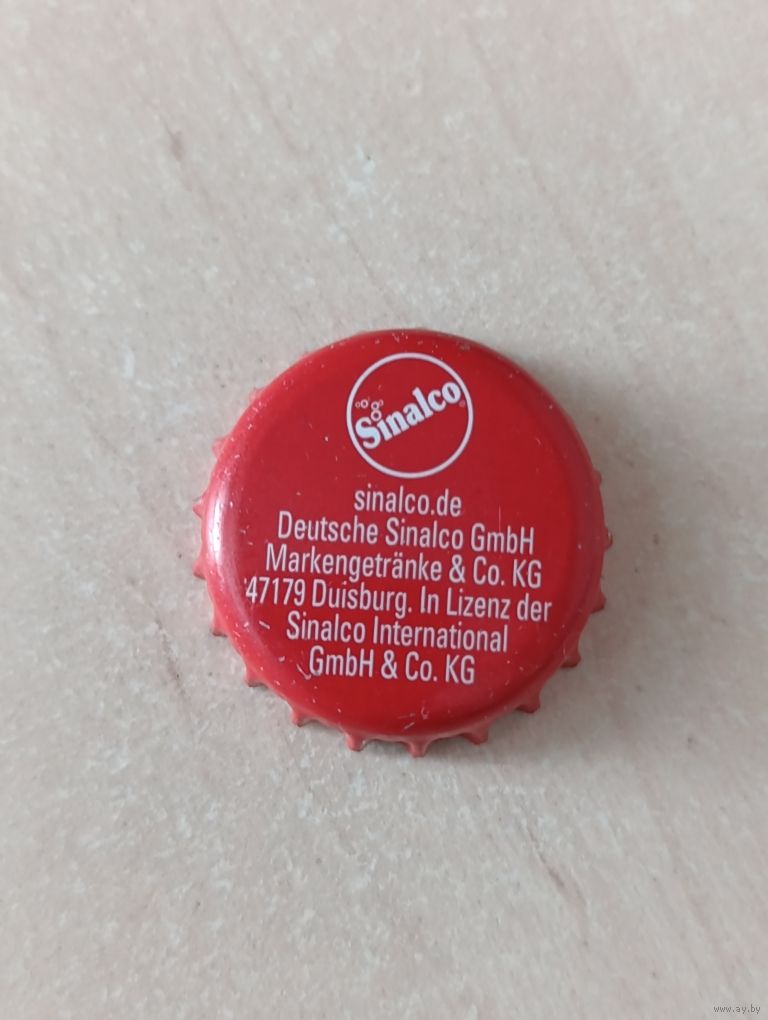 Sinalco
sinalco.de
Deutsche Sinalco GmbH
Markengetränke & Co. KG
47179 Duisburg. In Lizenz der
Sinalco International
GmbH & Co. KG
www.ay.by